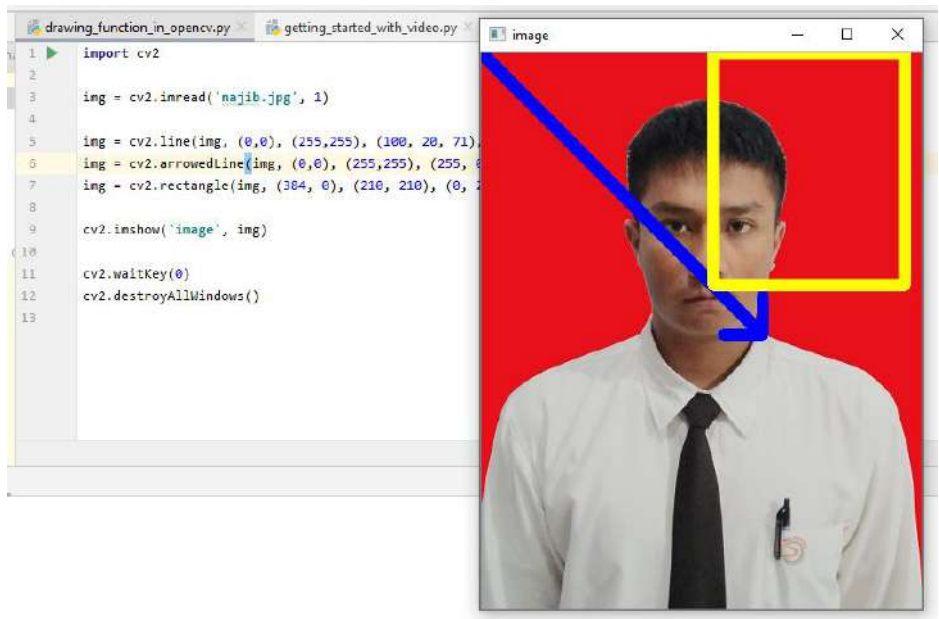 drawing_function_in_opencv.py × getting_started_with_video.py ×
image
1 import cv2
2
3 img = cv2.imread('najib.jpg', 1)
4
5 img = cv2.line(img, (0,0), (255,255), (100, 20, 71),
6 img = cv2.arrowedLine(img, (0,0), (255,255), (255,
7 img = cv2.rectangle(img, (384, 0), (210, 210), (0,
8
9 cv2.imshow('image', img)
10
11 cv2.waitKey(0)
12 cv2.destroyAllWindows()
13